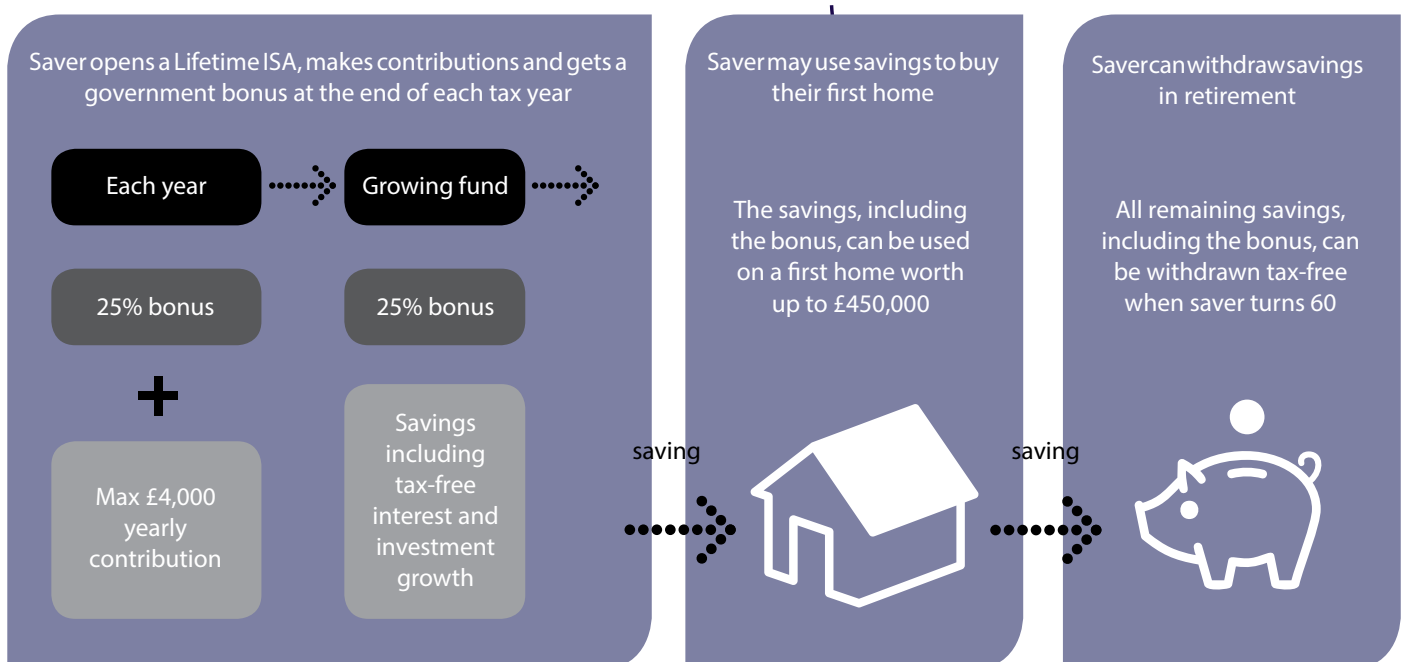 Saver opens a Lifetime ISA, makes contributions and gets a
government bonus at the end of each tax year
Each year
Growing fund
25% bonus
25% bonus
+
Max £4,000
yearly
contribution
Savings
including
tax-free
interest and
investment
growth
saving
Saver may use savings to buy
their first home
The savings, including
the bonus, can be used
on a first home worth
up to £450,000
saving
Saver can withdraw savings
in retirement
All remaining savings,
including the bonus, can
be withdrawn tax-free
when saver turns 60